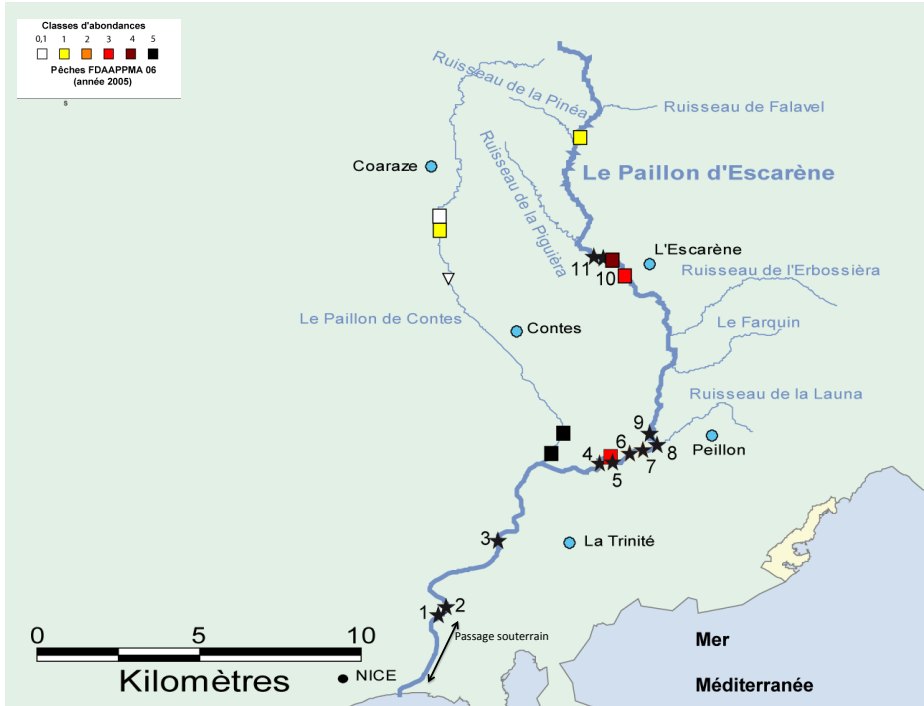 Classes d'abondances
0,1 1 2 3 4 5
Pêches FDAAPPMA 06
(année 2005)
s
Ruisseau de la Pinéa
Ruisseau de Falavel
Coaraze
Le Paillon d'Escarène
Ruisseau de la Piguièra
11
10
L'Escarène
Ruisseau de l'Erbossièra
Le Paillon de Contes
Contes
Le Farquin
Ruisseau de la Launa
9
4
6
8
7
5
Peillon
3
La Trinité
1
2
0 5 10
Kilomètres
Passage souterrain
NICE
Mer
Méditerranée